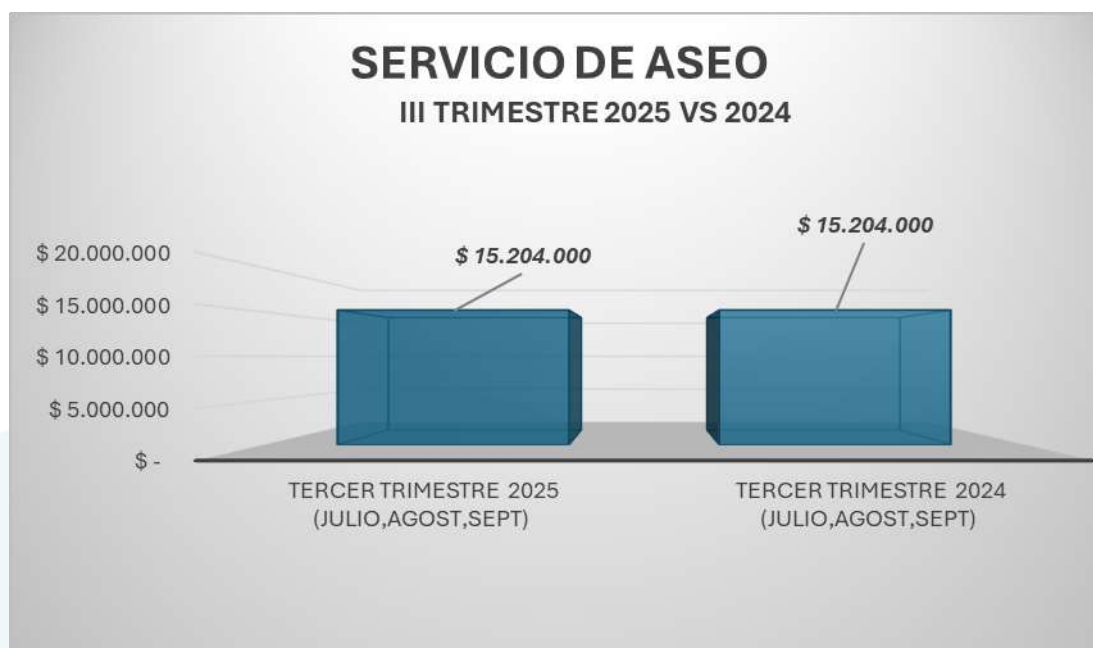 SERVICIO DE ASEO
III TRIMESTRE 2025 VS 2024
$ 15.204.000
$ 20.000.000
$ 15.204.000
$ 15.000.000
$ 10.000.000
$ 5.000.000
$ -
TERCER TRIMESTRE 2025
(JULIO,AGOST,SEPT)
TERCER TRIMESTRE 2024
(JULIO,AGOST,SEPT)